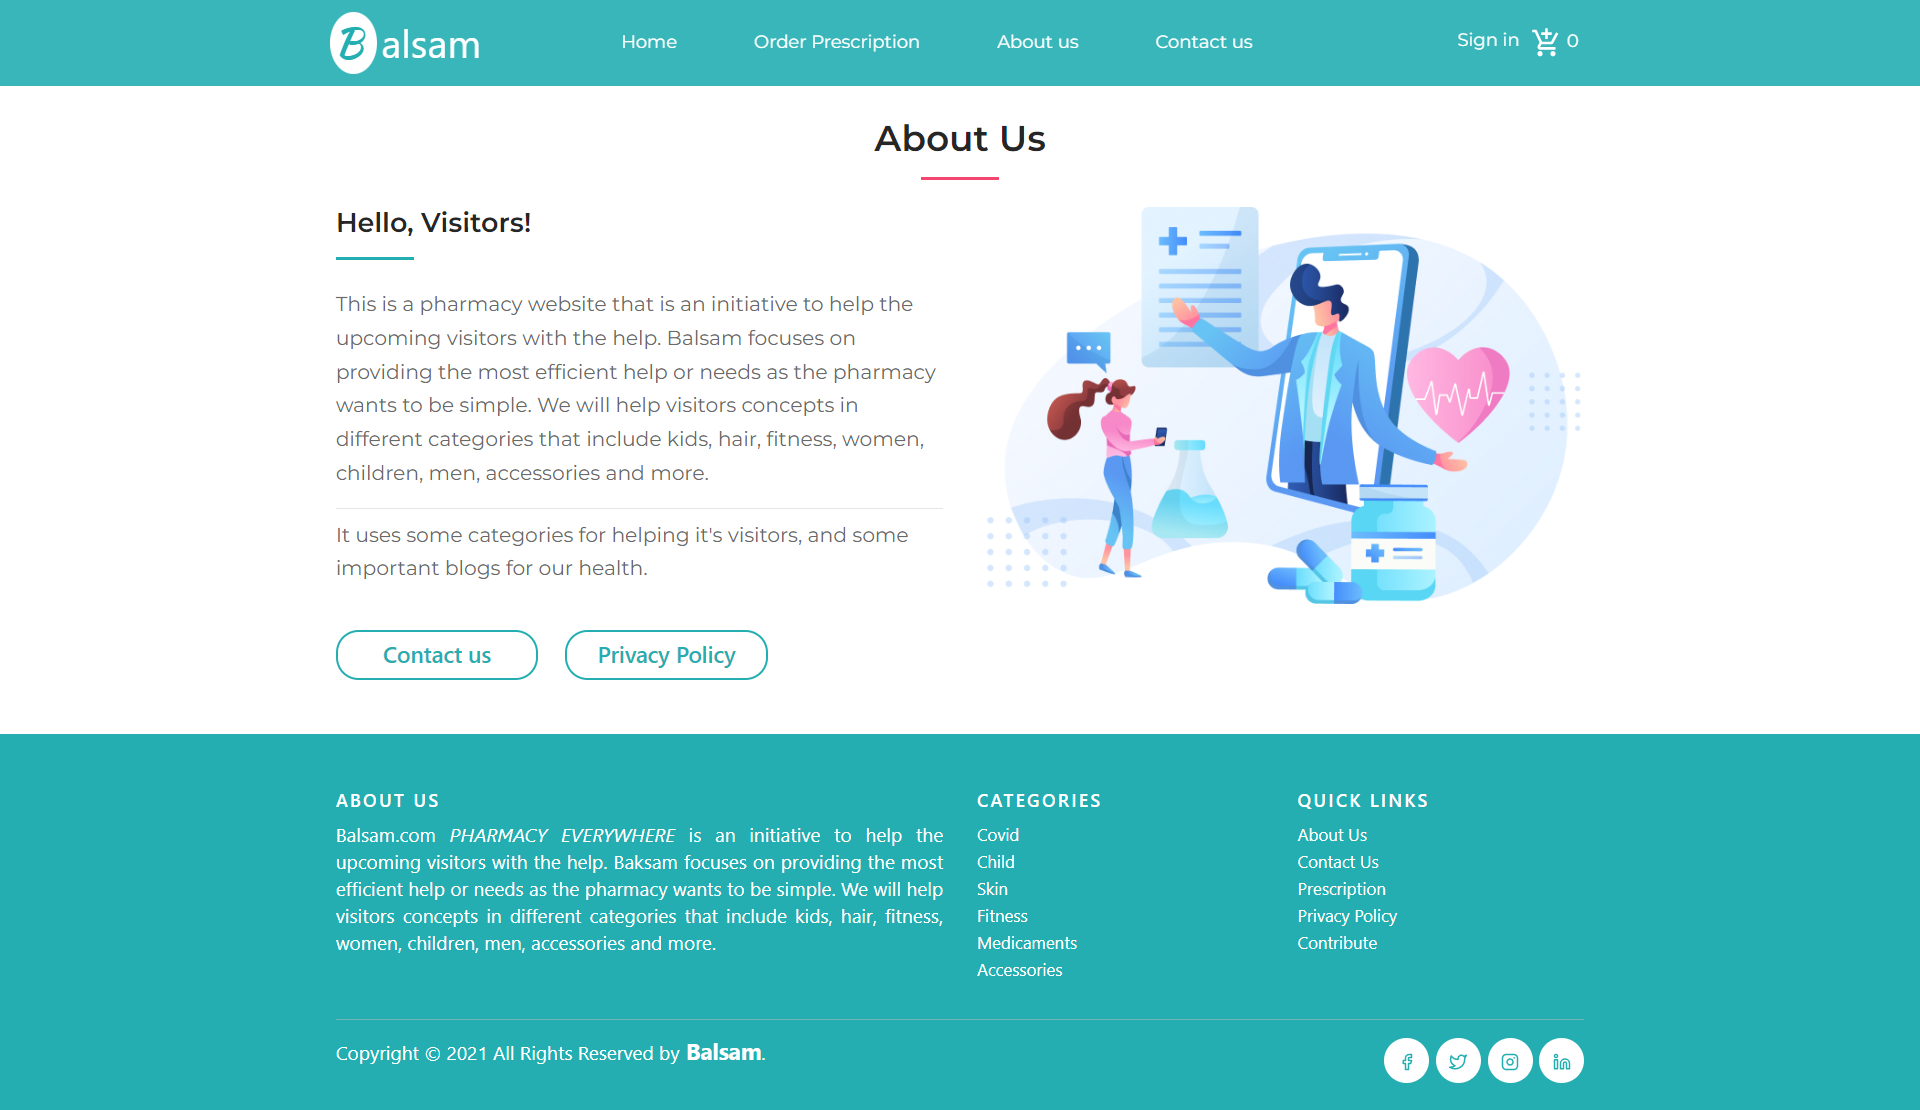 Balsam
Home
Order Prescription
About us
Contact us
Sign in
0
About Us
Hello, Visitors!
This is a pharmacy website that is an initiative to help the
upcoming visitors with the help. Balsam focuses on
providing the most efficient help or needs as the pharmacy
wants to be simple. We will help visitors concepts in
different categories that include kids, hair, fitness, women,
children, men, accessories and more.
It uses some categories for helping it's visitors, and some
important blogs for our health.
Contact us
Privacy Policy
ABOUT US
Balsam.com PHARMACY EVERYWHERE is an initiative to help the
upcoming visitors with the help. Baksam focuses on providing the most
efficient help or needs as the pharmacy wants to be simple. We will help
visitors concepts in different categories that include kids, hair, fitness,
women, children, men, accessories and more.
CATEGORIES
Covid
Child
Skin
Fitness
Medicaments
Accessories
QUICK LINKS
About Us
Contact Us
Prescription
Privacy Policy
Contribute
Copyright © 2021 All Rights Reserved by Balsam.